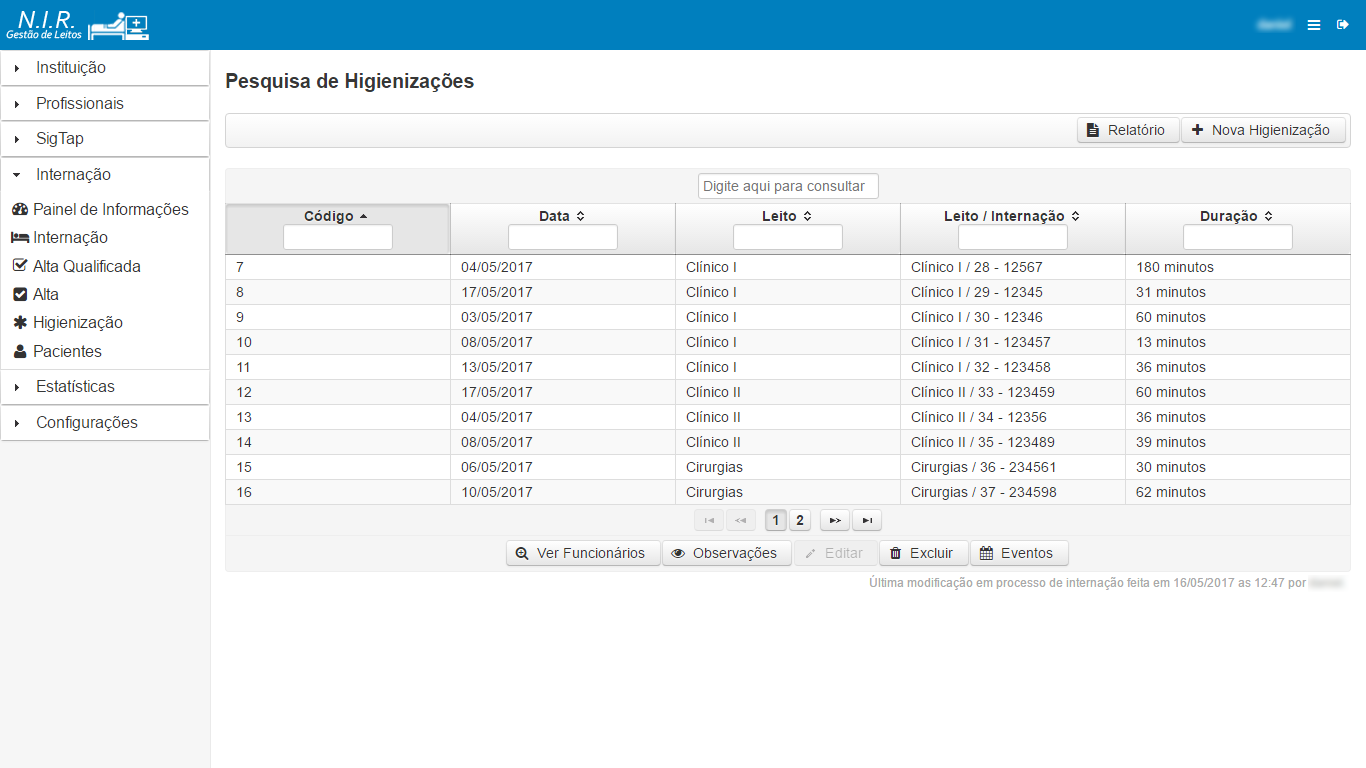 N.I.R.
Gestão de Leitos
Instituição
Profissionais
SigTap
Internação
Painel de Informações
Internação
Alta Qualificada
Alta
Higienização
Pacientes
Estatísticas
Configurações
Pesquisa de Higienizações
Relatório Nova Higienização
Digite aqui para consultar
Código Data Leito Leito / Internação Duração
7 04/05/2017 Clínico I Clínico I / 28 - 12567 180 minutos
8 17/05/2017 Clínico I Clínico I / 29 - 12345 31 minutos
9 03/05/2017 Clínico I Clínico I / 30 - 12346 60 minutos
10 08/05/2017 Clínico I Clínico I / 31 - 123457 13 minutos
11 13/05/2017 Clínico I Clínico I / 32 - 123458 36 minutos
12 17/05/2017 Clínico II Clínico II / 33 - 123459 60 minutos
13 04/05/2017 Clínico II Clínico II / 34 - 12356 36 minutos
14 08/05/2017 Clínico II Clínico II / 35 - 123489 39 minutos
15 06/05/2017 Cirurgias Cirurgias / 36 - 234561 30 minutos
16 10/05/2017 Cirurgias Cirurgias / 37 - 234598 62 minutos
1 2
Ver Funcionários Observações Editar Excluir Eventos
Última modificação em processo de internação feita em 16/05/2017 as 12:47 por